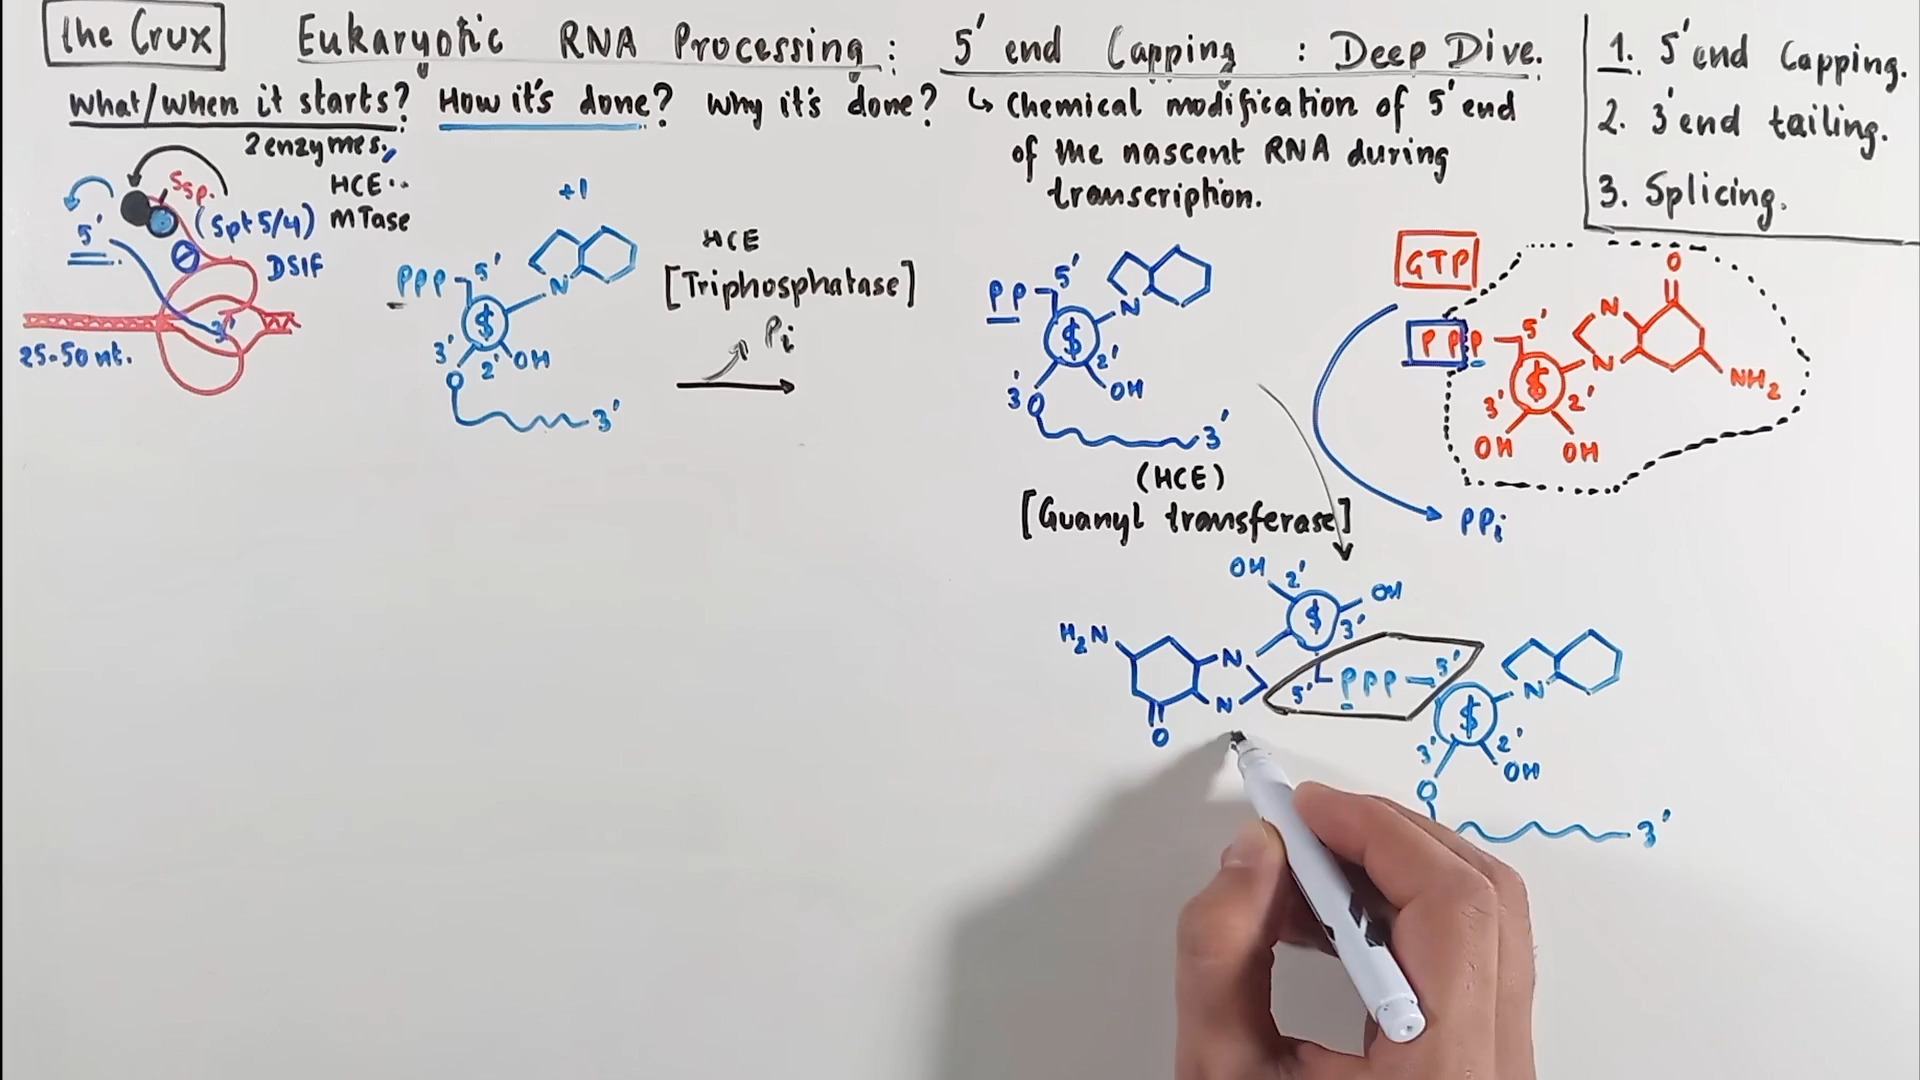 The Crux
Eukaryotic RNA Processing: 5' end Capping : Deep Dive.
What/when it starts? How it's done? why it's done?
↳ Chemical modification of 5' end
of the nascent RNA during
transcription.
1. 5' end Capping.
2. 3' end tailing.
3. Splicing.
2 enzymes.
HCE
mTase
S5P.
(Spt 5/4)
DSIF
5'
3'
25-50 nt.
+1
PPP 5'
N
$
3' 2' OH
O
3'
HCE
[Triphosphatase]
Pi
PP 5'
N
$
2'
3' OH
O
3'
GTP
O
N
PPP 5'
N
$
NH2
3' 2'
OH OH
(HCE)
[Guanyl transferase]
PPi
OH 2'
OH
$
3'
H2N
N
5' PPP 5'
N
O
N
$
3' 2'
OH
O
3'